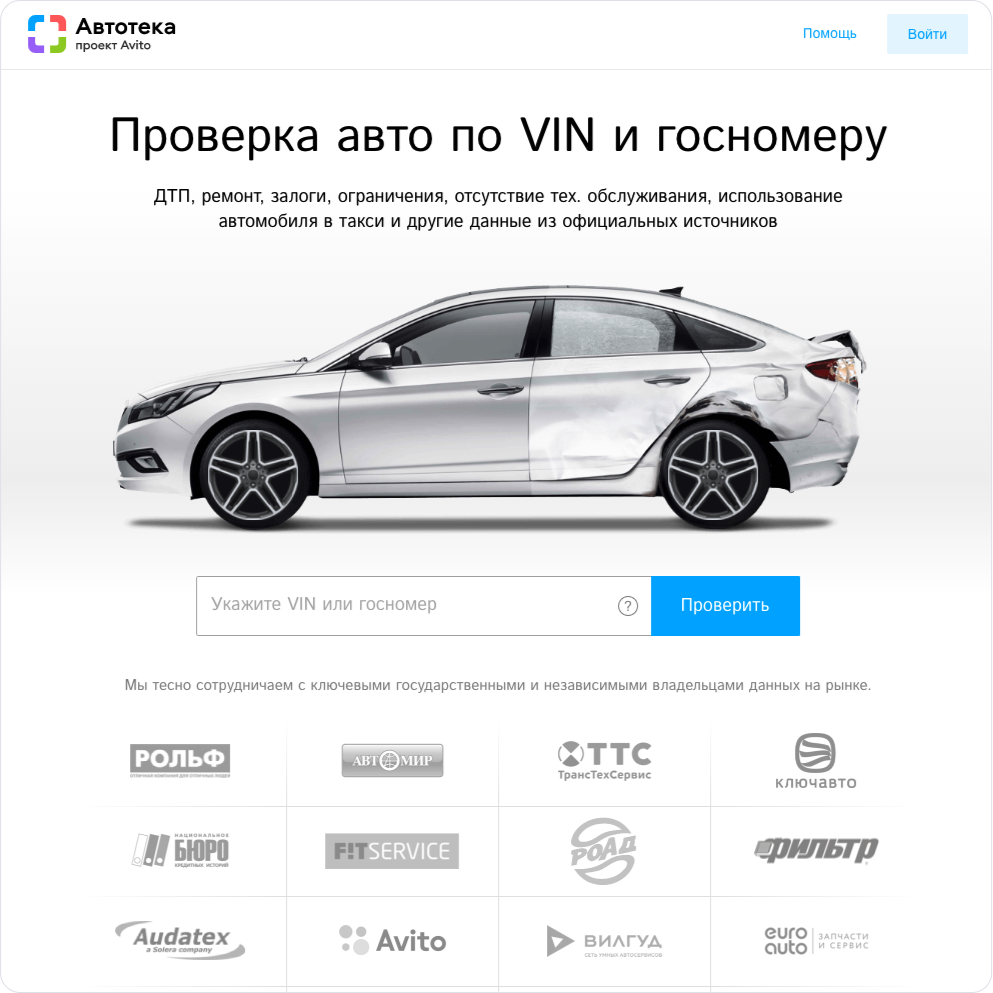 Автотека
проект Avito
Помощь
Войти
Проверка авто по VIN и госномеру
ДТП, ремонт, залоги, ограничения, отсутствие тех. обслуживания, использование
автомобиля в такси и другие данные из официальных источников
Укажите VIN или госномер
?
Проверить
Мы тесно сотрудничаем с ключевыми государственными и независимыми владельцами данных на рынке.
РОЛЬФ
ОТЛИЧНАЯ КОМПАНИЯ ДЛЯ ОТЛИЧНЫХ ЛЮДЕЙ
АВТОМИР
ТТС
ТрансТехСервис
КЛЮЧАВТО
НАЦИОНАЛЬНОЕ
БЮРО
КРЕДИТНЫХ ИСТОРИЙ
F!T SERVICE
РОАД
ФИЛЬТР
Audatex
a Solera company
Avito
ВИЛГУД
СЕТЬ УМНЫХ АВТОСЕРВИСОВ
euro
auto
ЗАПЧАСТИ
И СЕРВИС